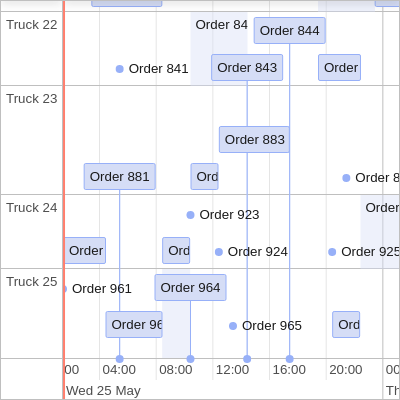 Truck 22
Order 84
Order 844
Order 841
Order 843
Order
Truck 23
Order 883
Order 881
Ord
Order 8
Truck 24
Order
Order 923
Order
Ord
Order 924
Order 925
Truck 25
Order 961
Order 964
Order 96
Order 965
Ord
00 04:00 08:00 12:00 16:00 20:00 00
Wed 25 May Th